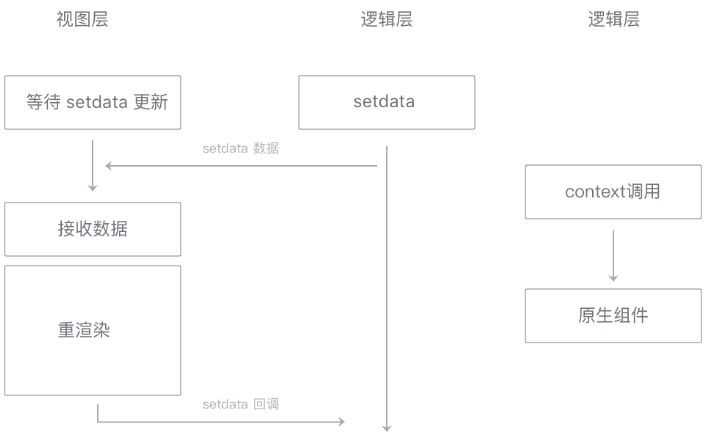 视图层
逻辑层
逻辑层
等待 setdata 更新
setdata
setdata 数据
context调用
接收数据
原生组件
重渲染
setdata 回调